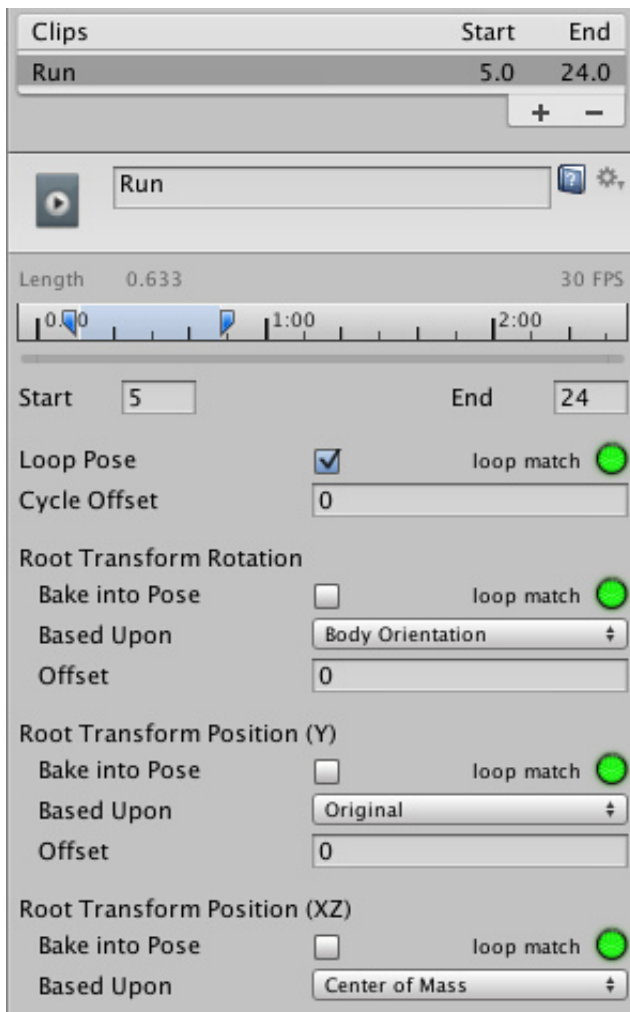 Clips Start End
Run 5.0 24.0
+ −
Run
Length 0.633 30 FPS
0:00 1:00 2:00
Start 5 End 24
Loop Pose loop match
Cycle Offset 0
Root Transform Rotation
Bake into Pose loop match
Based Upon Body Orientation
Offset 0
Root Transform Position (Y)
Bake into Pose loop match
Based Upon Original
Offset 0
Root Transform Position (XZ)
Bake into Pose loop match
Based Upon Center of Mass